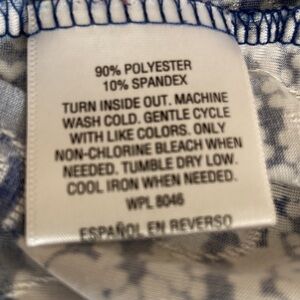 90% POLYESTER
10% SPANDEX
TURN INSIDE OUT. MACHINE
WASH COLD. GENTLE CYCLE
WITH LIKE COLORS. ONLY
NON-CHLORINE BLEACH WHEN
NEEDED. TUMBLE DRY LOW.
COOL IRON WHEN NEEDED.
WPL 8046
ESPAÑOL EN REVERSO